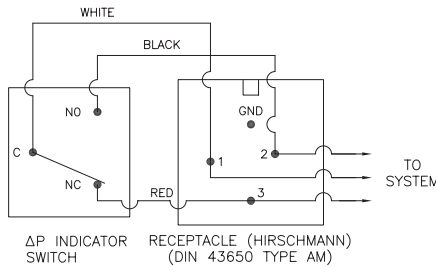 WHITE
BLACK
NO
GND
C
1
2
TO
SYSTEM
NC
RED
3
ΔP INDICATOR
SWITCH
RECEPTACLE (HIRSCHMANN)
(DIN 43650 TYPE AM)